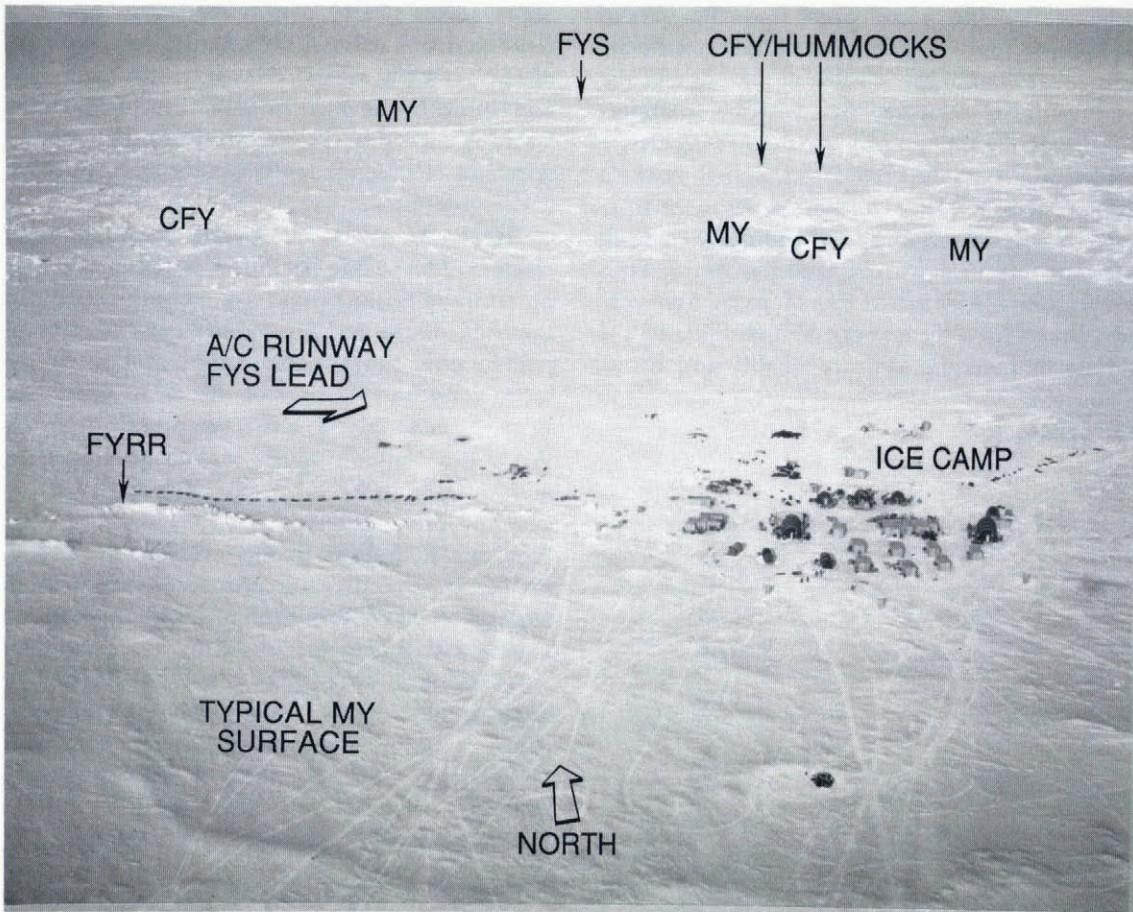 FYS
CFY/HUMMOCKS
MY
CFY
MY
CFY
MY
A/C RUNWAY
FYS LEAD
FYRR
ICE CAMP
TYPICAL MY
SURFACE
NORTH